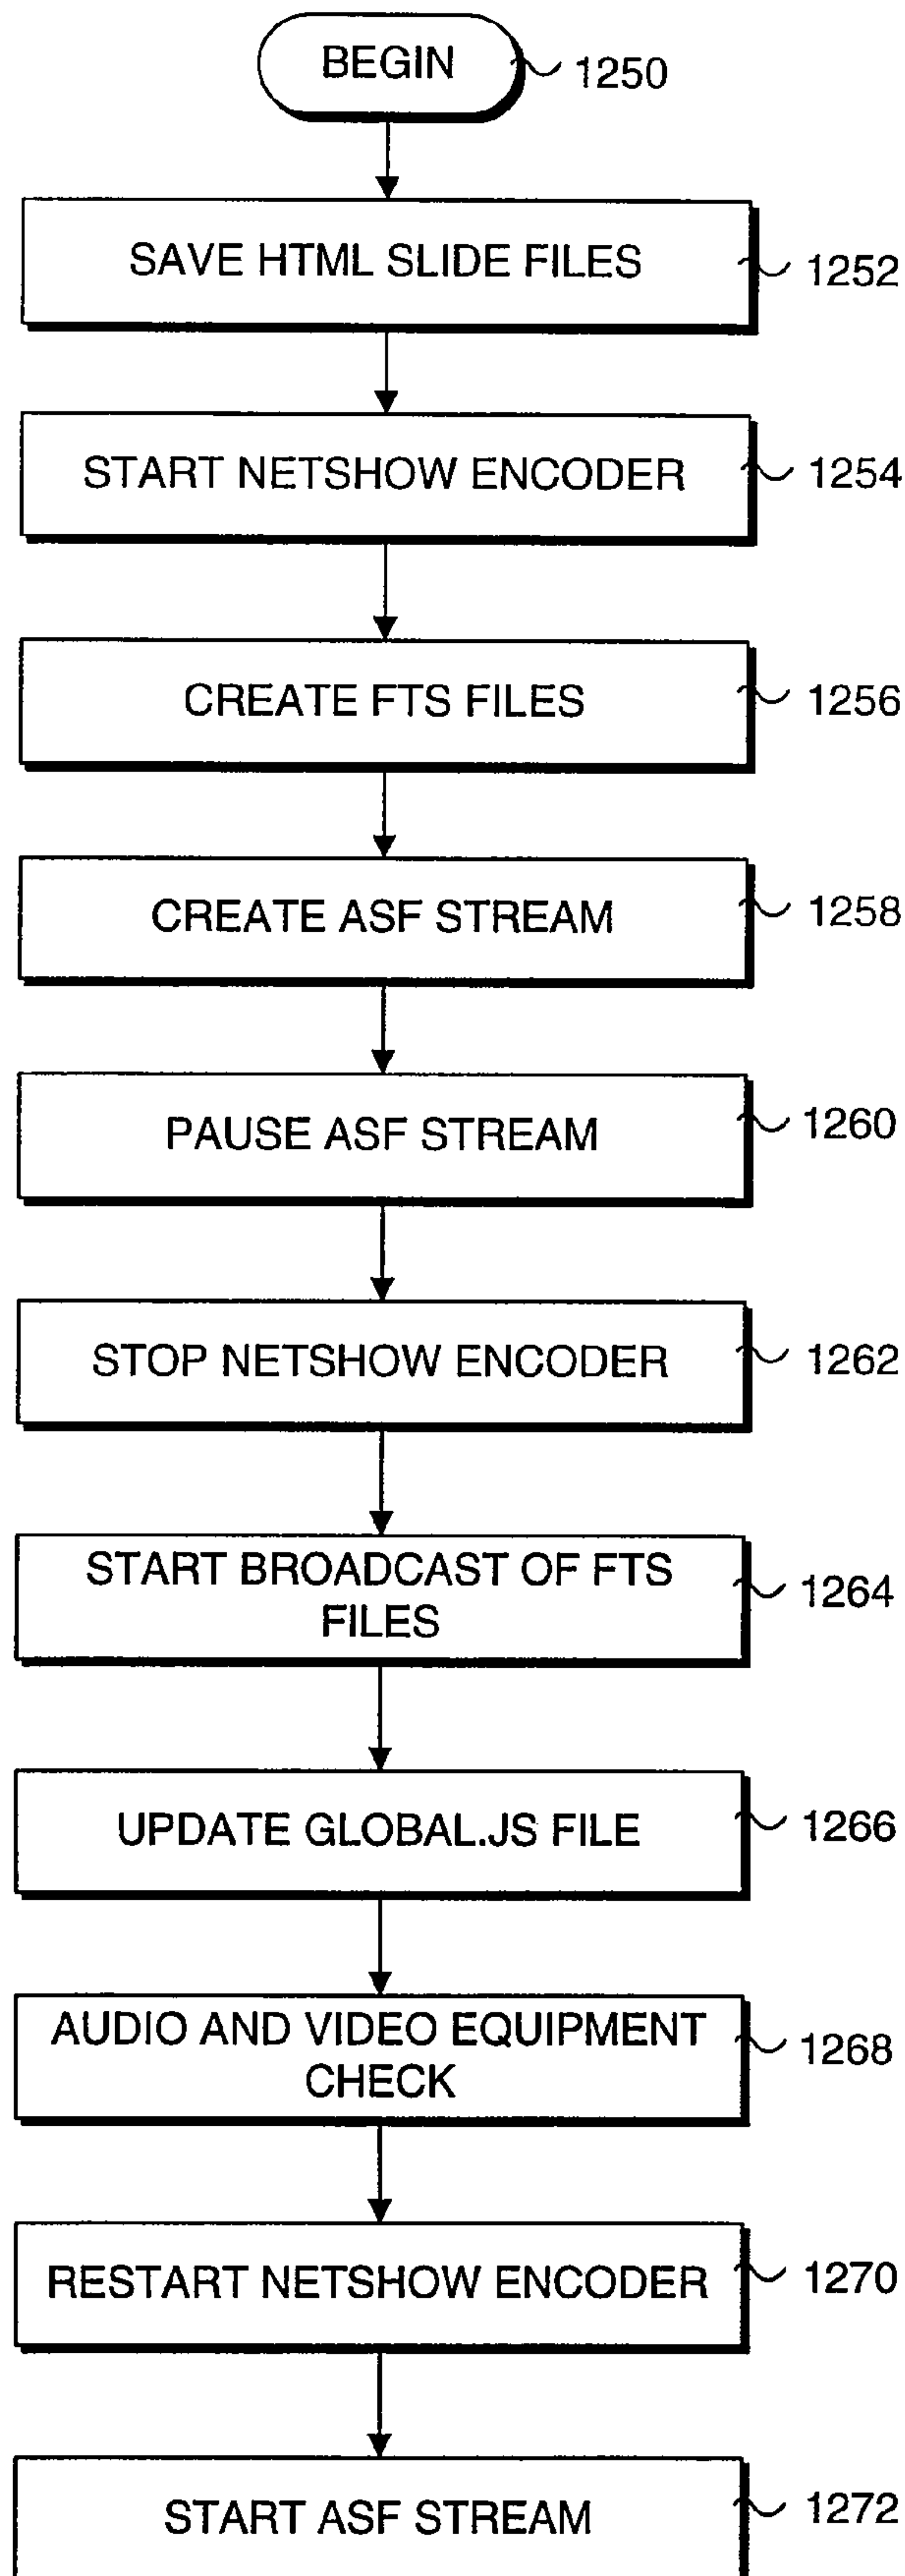 BEGIN 1250
SAVE HTML SLIDE FILES 1252
START NETSHOW ENCODER 1254
CREATE FTS FILES 1256
CREATE ASF STREAM 1258
PAUSE ASF STREAM 1260
STOP NETSHOW ENCODER 1262
START BROADCAST OF FTS
FILES 1264
UPDATE GLOBAL.JS FILE 1266
AUDIO AND VIDEO EQUIPMENT
CHECK 1268
RESTART NETSHOW ENCODER 1270
START ASF STREAM 1272